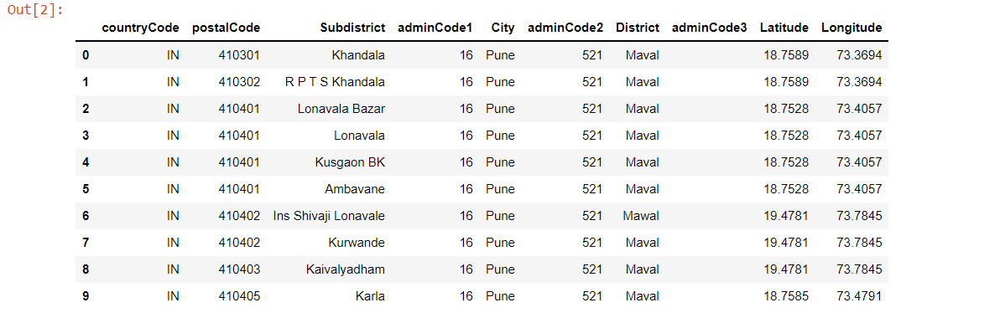 Out[2]:
countryCode postalCode Subdistrict adminCode1 City adminCode2 District adminCode3 Latitude Longitude
0 IN 410301 Khandala 16 Pune 521 Maval 18.7589 73.3694
1 IN 410302 R P T S Khandala 16 Pune 521 Maval 18.7589 73.3694
2 IN 410401 Lonavala Bazar 16 Pune 521 Maval 18.7528 73.4057
3 IN 410401 Lonavala 16 Pune 521 Maval 18.7528 73.4057
4 IN 410401 Kusgaon BK 16 Pune 521 Maval 18.7528 73.4057
5 IN 410401 Ambavane 16 Pune 521 Maval 18.7528 73.4057
6 IN 410402 Ins Shivaji Lonavale 16 Pune 521 Mawal 19.4781 73.7845
7 IN 410402 Kurwande 16 Pune 521 Maval 19.4781 73.7845
8 IN 410403 Kaivalyadham 16 Pune 521 Maval 19.4781 73.7845
9 IN 410405 Karla 16 Pune 521 Maval 18.7585 73.4791